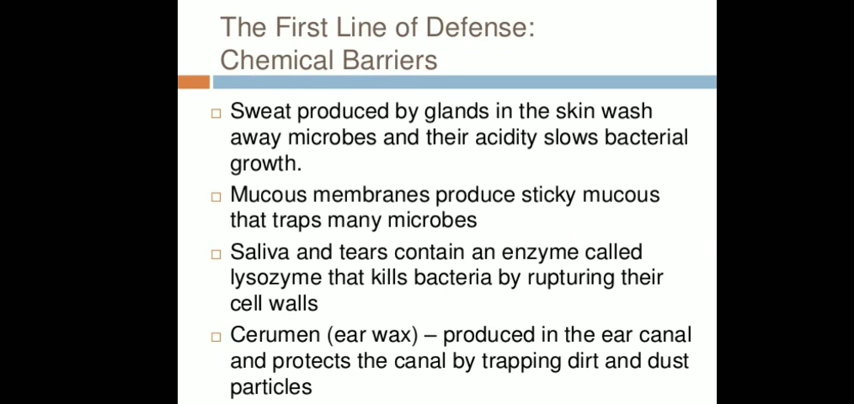 The First Line of Defense:
Chemical Barriers
Sweat produced by glands in the skin wash
away microbes and their acidity slows bacterial
growth.
Mucous membranes produce sticky mucous
that traps many microbes
Saliva and tears contain an enzyme called
lysozyme that kills bacteria by rupturing their
cell walls
Cerumen (ear wax) – produced in the ear canal
and protects the canal by trapping dirt and dust
particles